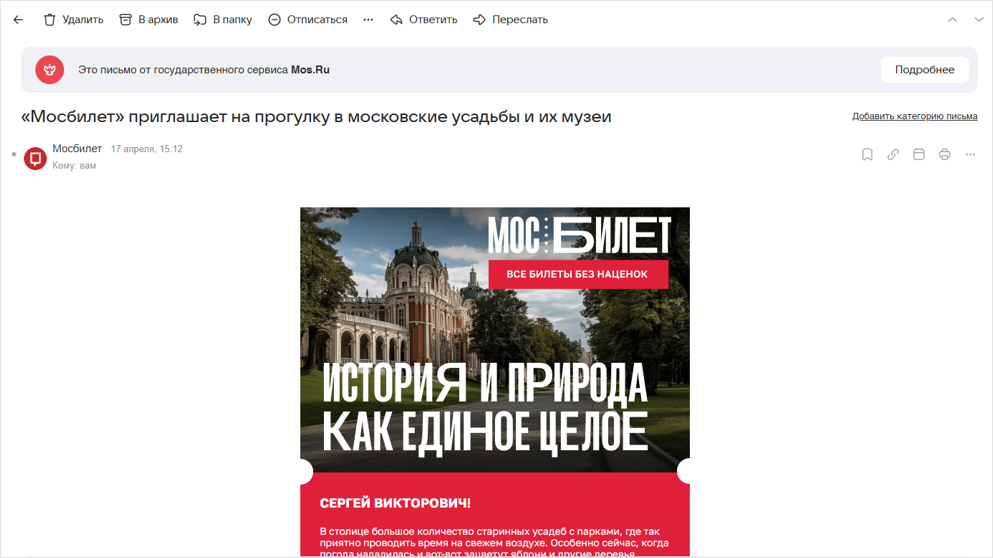 Удалить
В архив
В папку
Отписаться
Ответить
Переслать
Это письмо от государственного сервиса Mos.Ru
Подробнее
«Мосбилет» приглашает на прогулку в московские усадьбы и их музеи
Добавить категорию письма
Мосбилет 17 апреля, 15:12
Кому: вам
МОСБИЛЕТ
ВСЕ БИЛЕТЫ БЕЗ НАЦЕНОК
ИСТОРИЯ И ПРИРОДА
КАК ЕДИНОЕ ЦЕЛОЕ
СЕРГЕЙ ВИКТОРОВИЧ!
В столице большое количество старинных усадеб с парками, где так
приятно проводить время на свежем воздухе. Особенно сейчас, когда
погода наладилась и вот-вот зацветут яблони и другие деревья.